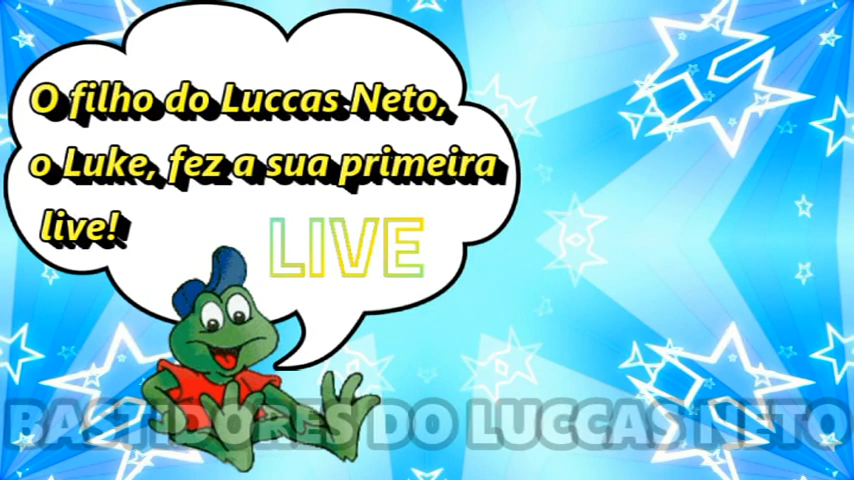 O filho do Luccas Neto,
o Luke, fez a sua primeira
live!
LIVE
BASTIDORES DO LUCCAS NETO